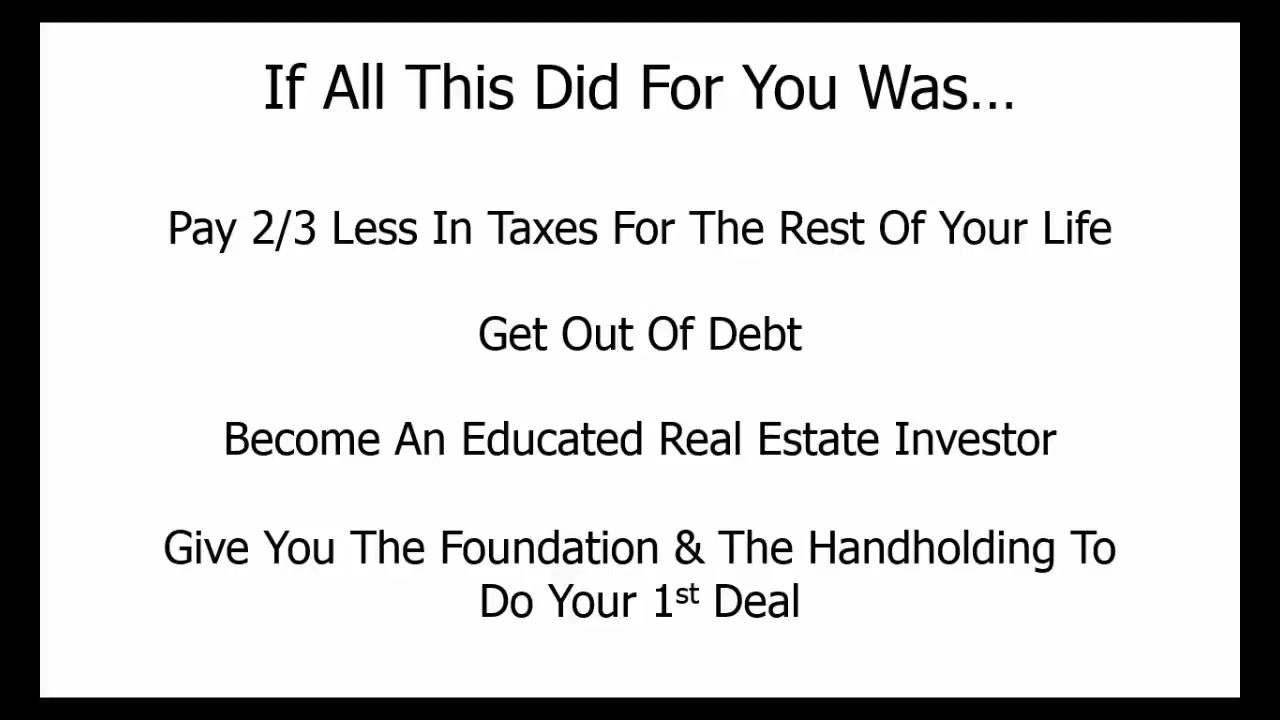 If All This Did For You Was...
Pay 2/3 Less In Taxes For The Rest Of Your Life
Get Out Of Debt
Become An Educated Real Estate Investor
Give You The Foundation & The Handholding To
Do Your 1st Deal